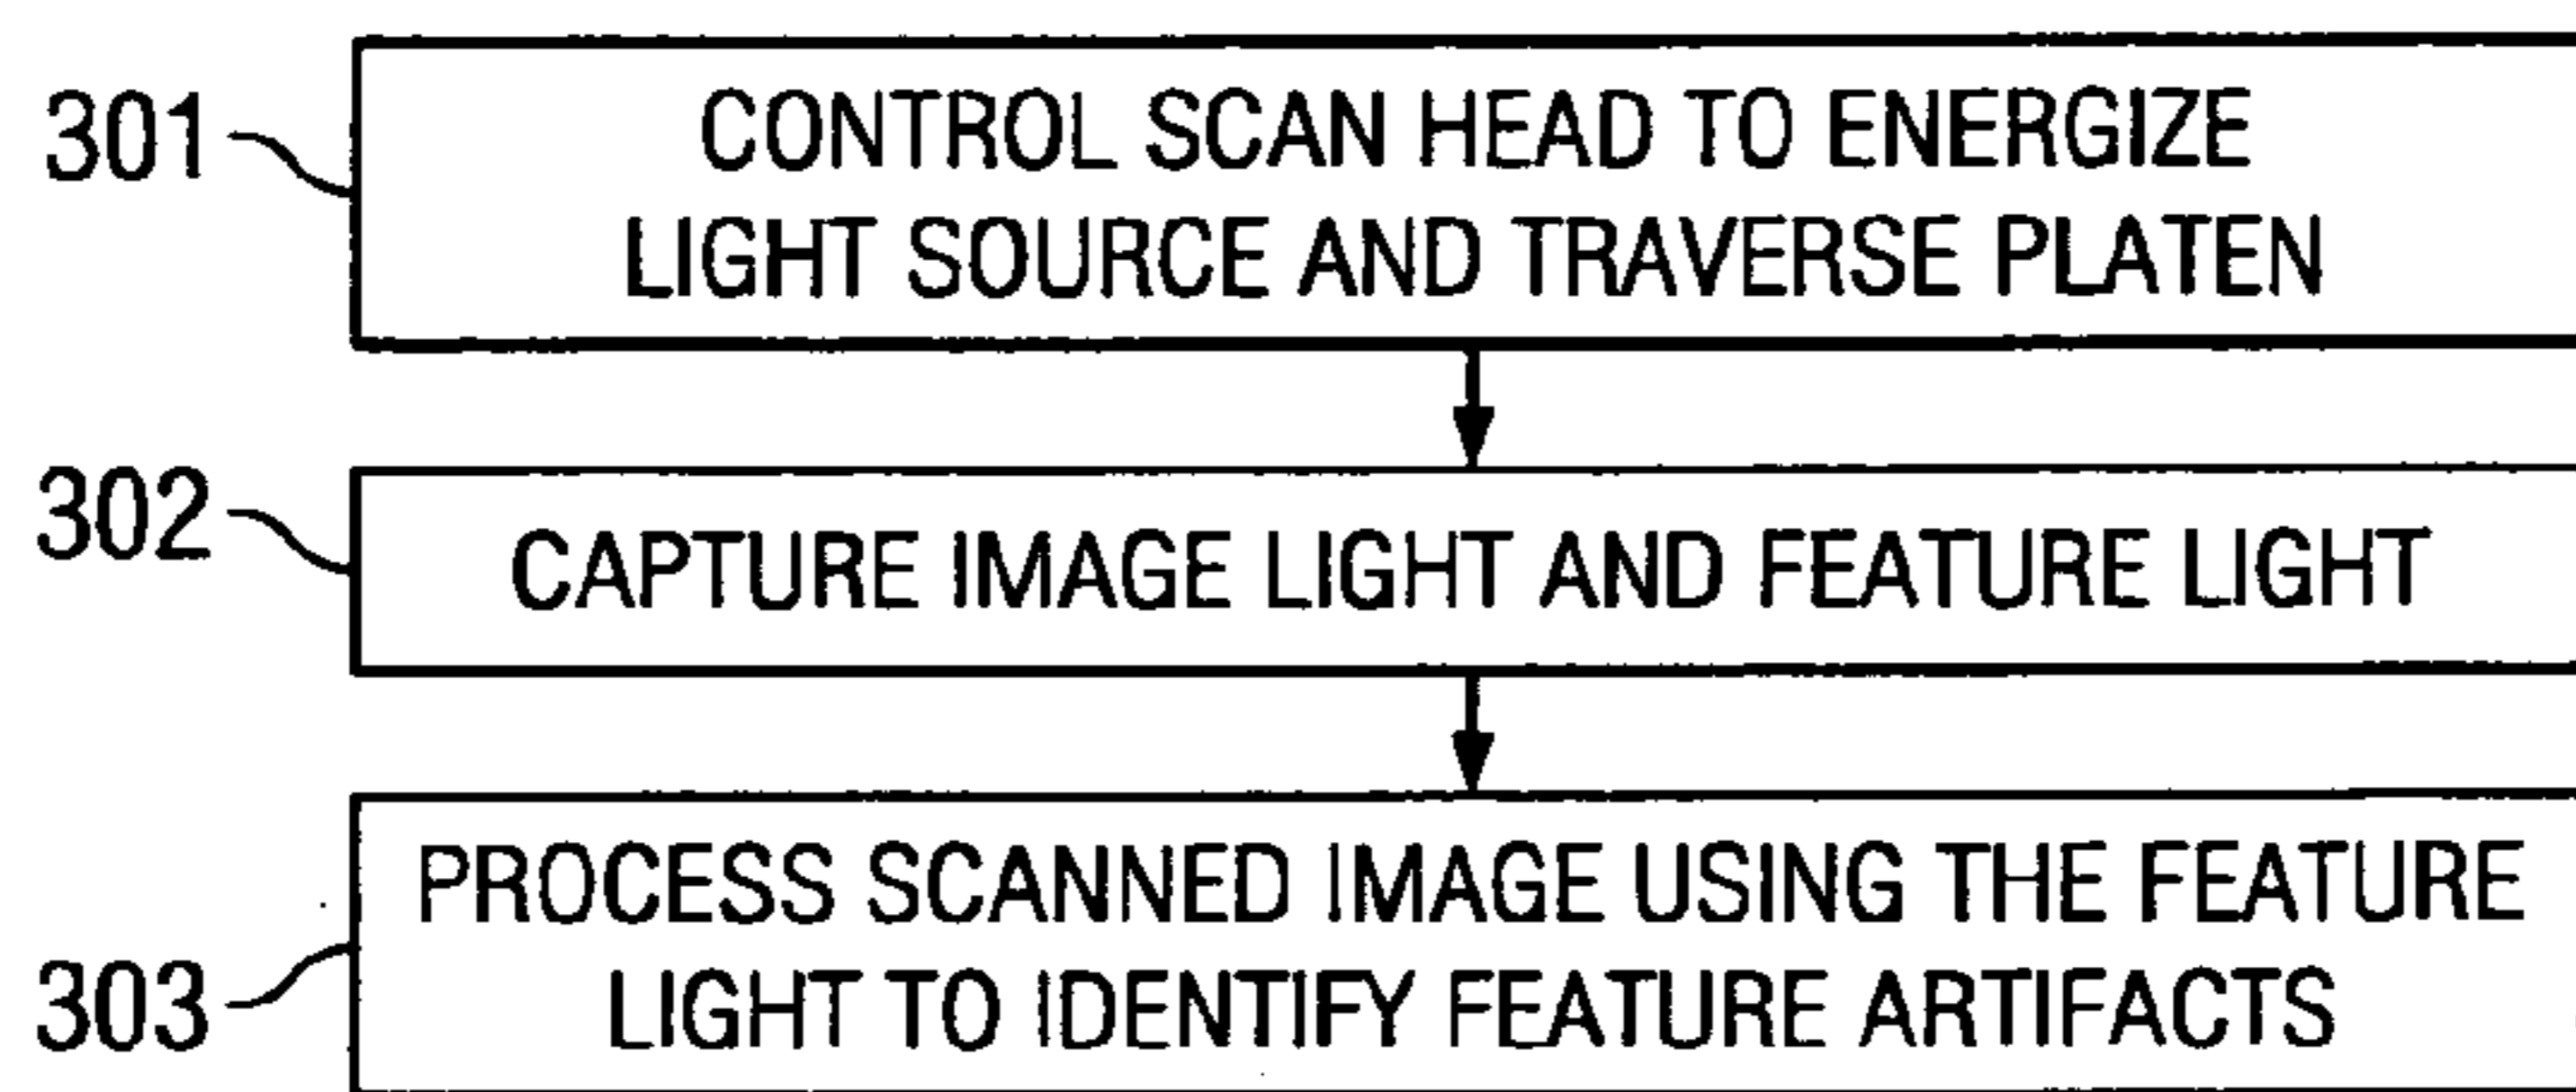 301
CONTROL SCAN HEAD TO ENERGIZE
LIGHT SOURCE AND TRAVERSE PLATEN
302
CAPTURE IMAGE LIGHT AND FEATURE LIGHT
303
PROCESS SCANNED IMAGE USING THE FEATURE
LIGHT TO IDENTIFY FEATURE ARTIFACTS